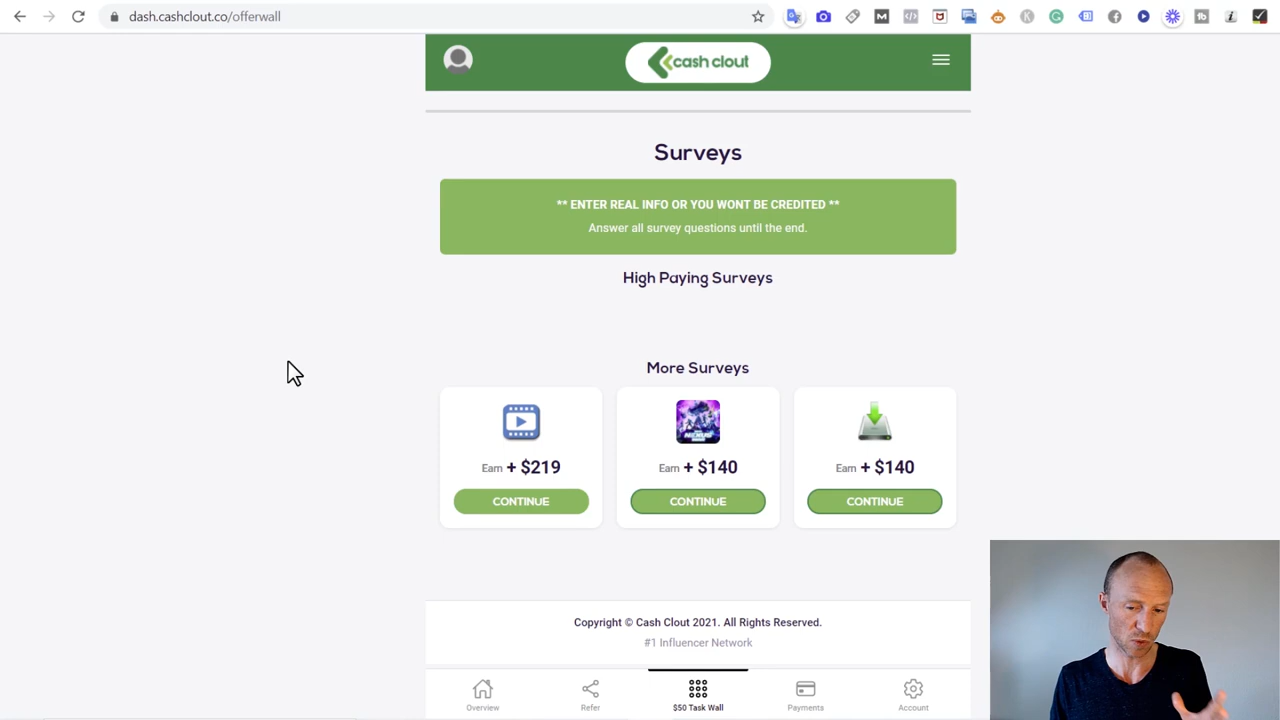 dash.cashclout.co/offerwall
cash clout
Surveys
** ENTER REAL INFO OR YOU WONT BE CREDITED **
Answer all survey questions until the end.
High Paying Surveys
More Surveys
Earn + $219
CONTINUE
Earn + $140
CONTINUE
Earn + $140
CONTINUE
Copyright © Cash Clout 2021. All Rights Reserved.
#1 Influencer Network
Overview
Refer
$50 Task Wall
Payments
Account